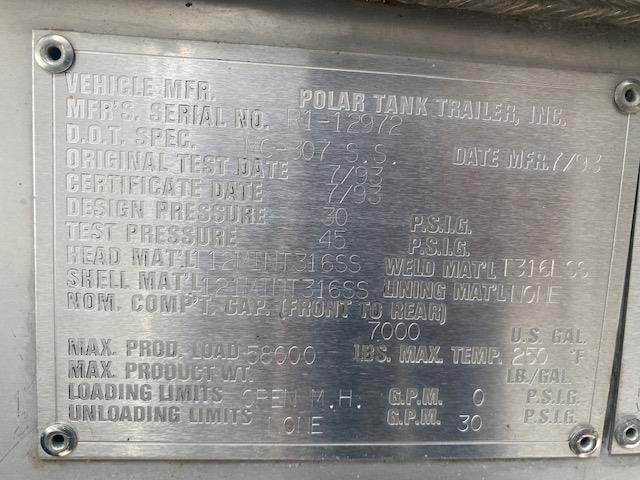 VEHICLE MFR. POLAR TANK TRAILER, INC.
MFR'S. SERIAL NO. R1-12972
D.O.T. SPEC. MC-307 S.S. DATE MFR. 7/93
ORIGINAL TEST DATE 7/93
CERTIFICATE DATE 7/93
DESIGN PRESSURE 30 P.S.I.G.
TEST PRESSURE 45 P.S.I.G.
HEAD MAT'L 112MINT316SS WELD MAT'L T316LSS
SHELL MAT'L 121MINT316SS LINING MAT'L NONE
NOM. COMP'T. CAP. (FRONT TO REAR)
7000 U.S. GAL.
MAX. PROD. LOAD 58000 LBS. MAX. TEMP. 250 °F
MAX. PRODUCT WT. LB./GAL.
LOADING LIMITS OPEN M.H. G.P.M. 0 P.S.I.G.
UNLOADING LIMITS NONE G.P.M. 30 P.S.I.G.